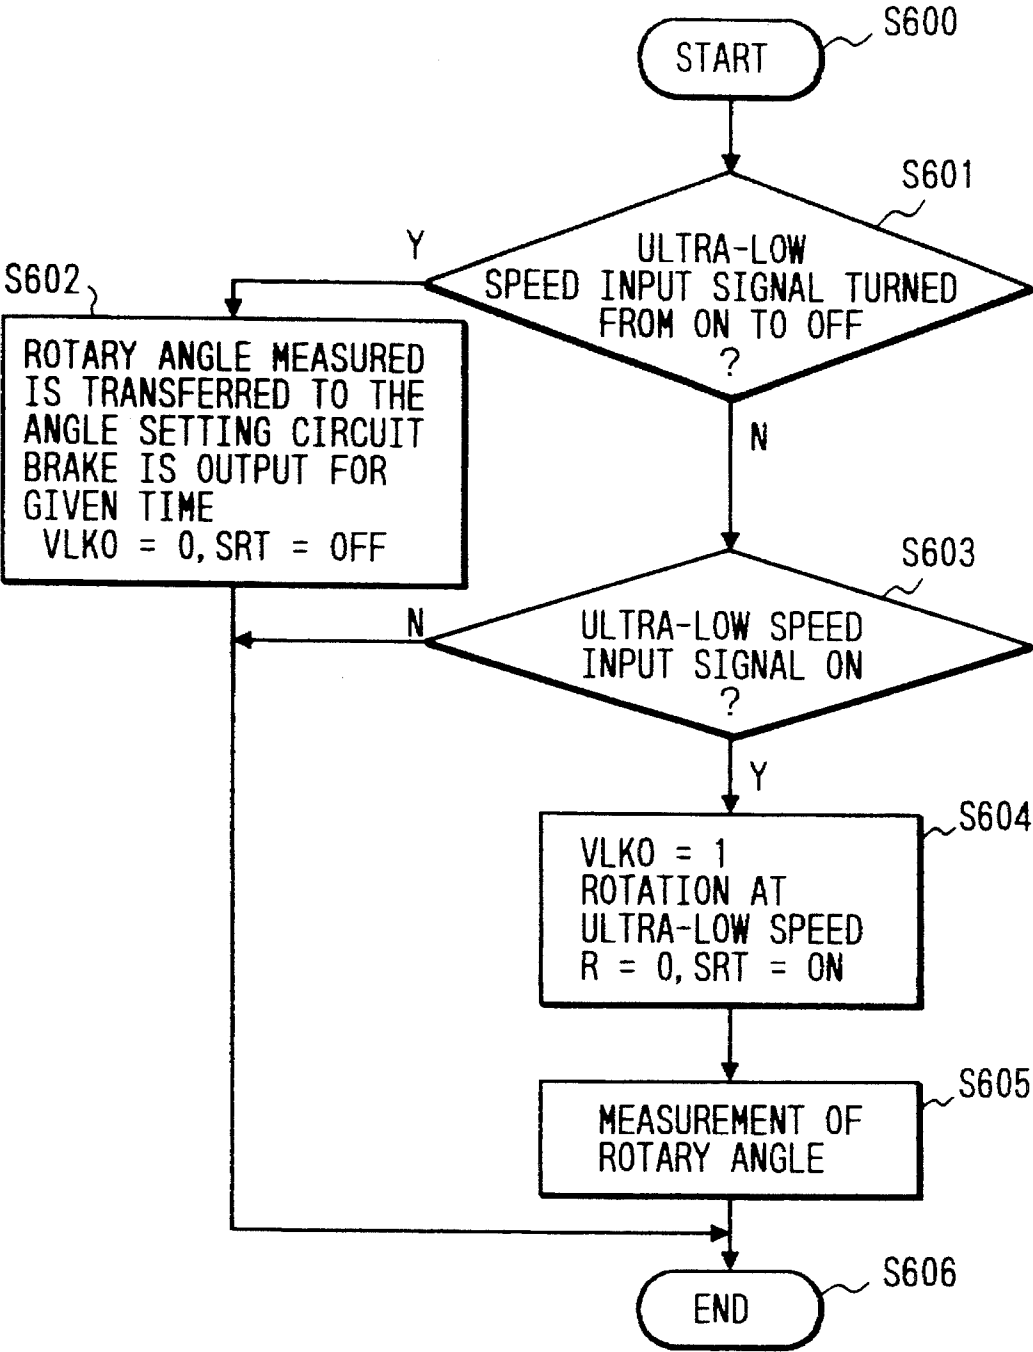 S600
START
S601
ULTRA-LOW
SPEED INPUT SIGNAL TURNED
FROM ON TO OFF
?
Y
N
S602
ROTARY ANGLE MEASURED
IS TRANSFERRED TO THE
ANGLE SETTING CIRCUIT
BRAKE IS OUTPUT FOR
GIVEN TIME
VLK0 = 0, SRT = OFF
S603
ULTRA-LOW SPEED
INPUT SIGNAL ON
?
N
Y
S604
VLK0 = 1
ROTATION AT
ULTRA-LOW SPEED
R = 0, SRT = ON
S605
MEASUREMENT OF
ROTARY ANGLE
S606
END